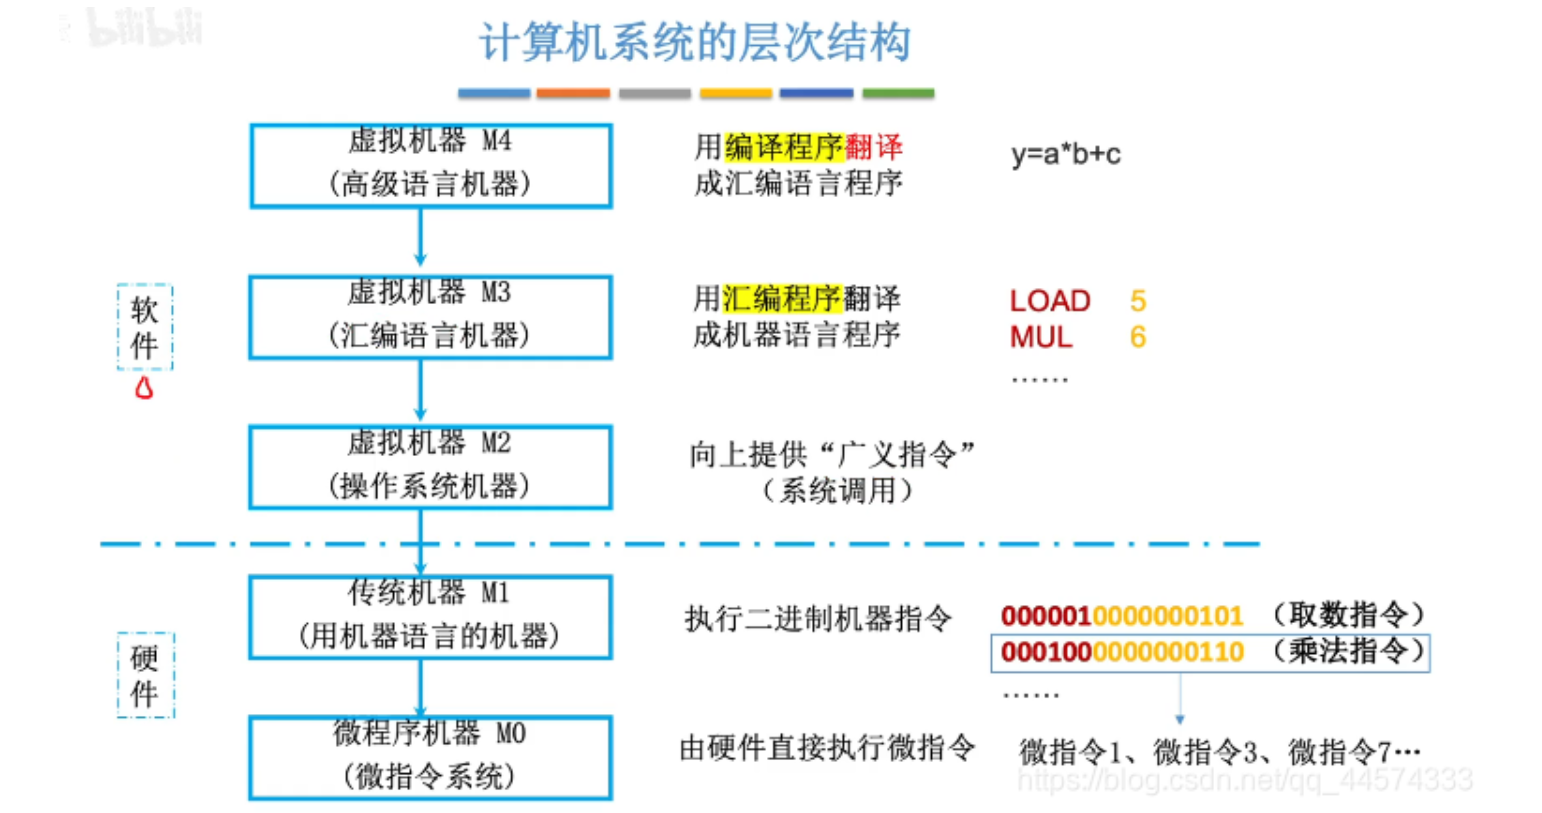 bilibili
计算机系统的层次结构
虚拟机器 M4
(高级语言机器)
用编译程序翻译
成汇编语言程序
y=a*b+c
软
件
虚拟机器 M3
(汇编语言机器)
用汇编程序翻译
成机器语言程序
LOAD 5
MUL 6
……
虚拟机器 M2
(操作系统机器)
向上提供“广义指令”
（系统调用）
硬
件
传统机器 M1
(用机器语言的机器)
执行二进制机器指令
0000010000000101 （取数指令）
0001000000000110 （乘法指令）
……
微程序机器 M0
(微指令系统)
由硬件直接执行微指令
微指令1、微指令3、微指令7…
https://blog.csdn.net/qq_44574333